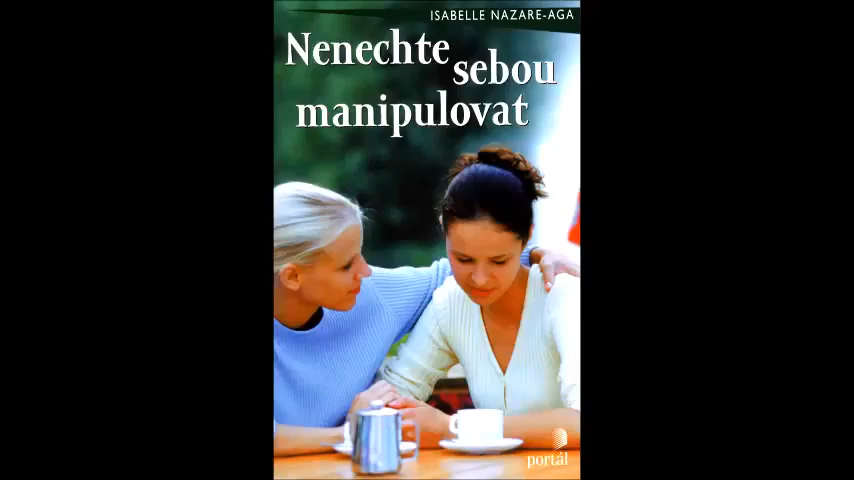 ISABELLE NAZARE-AGA
Nenechte
sebou
manipulovat
portál